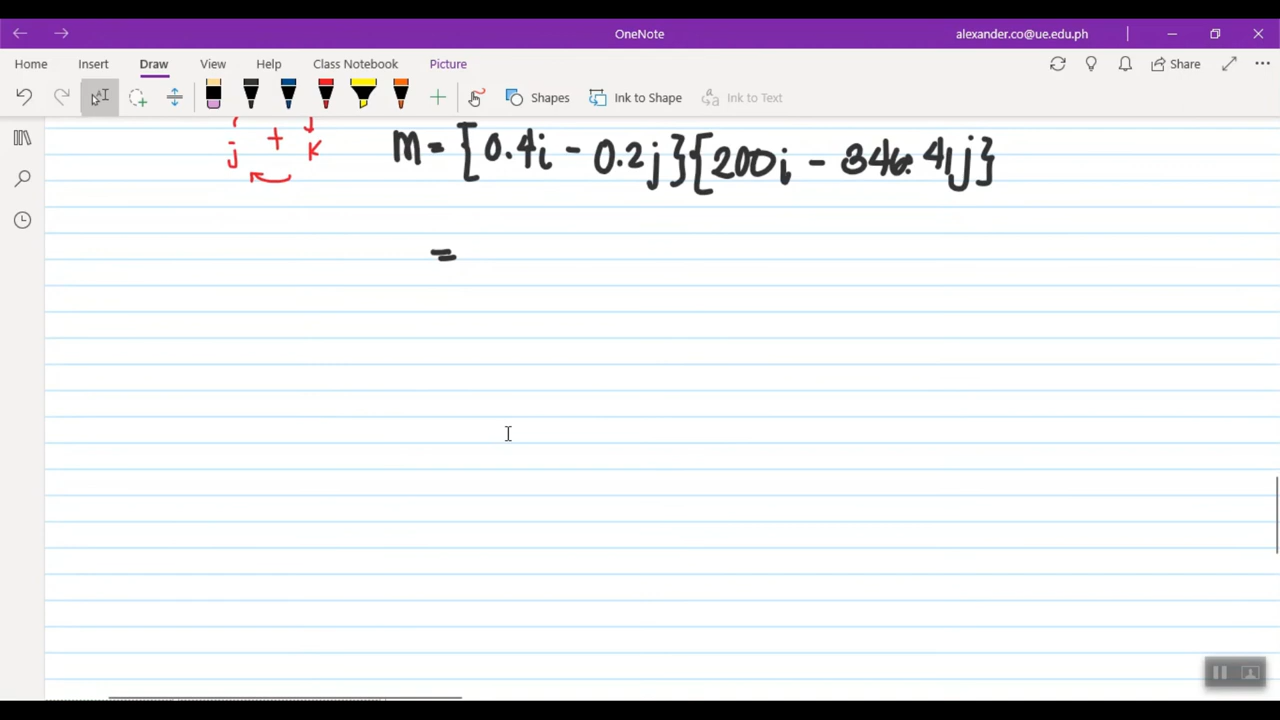 OneNote
alexander.co@ue.edu.ph
Home Insert Draw View Help Class Notebook Picture
Share
Shapes Ink to Shape Ink to Text
j + K
M = [0.4i - 0.2j}{200i - 346.41j}
=